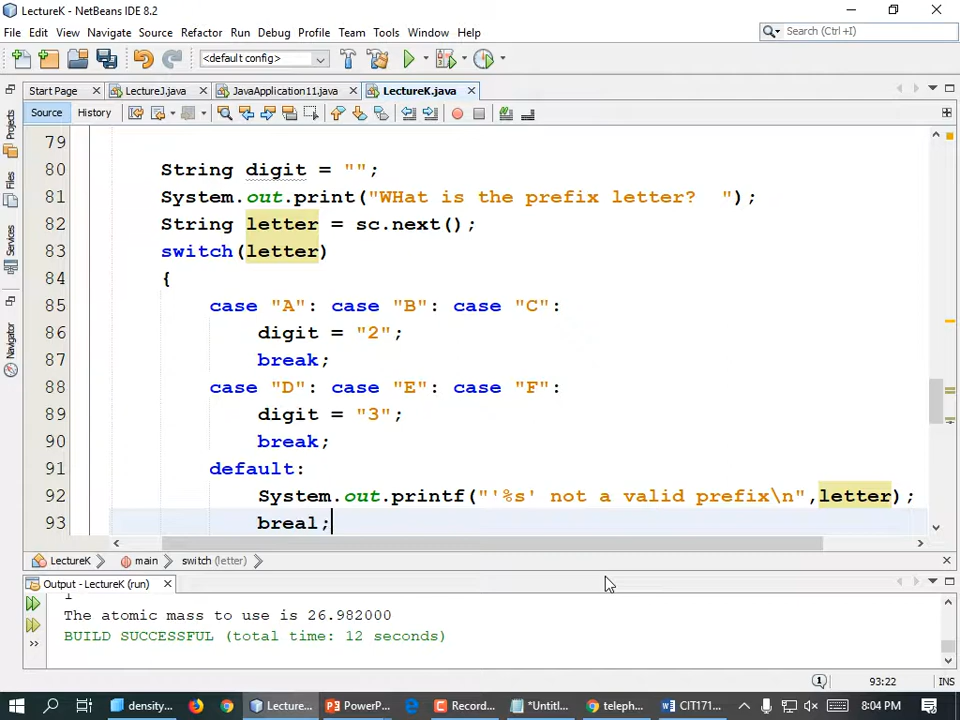 LectureK - NetBeans IDE 8.2
File Edit View Navigate Source Refactor Run Debug Profile Team Tools Window Help
Search (Ctrl+I)
<default config>
Start Page LectureJ.java JavaApplication11.java LectureK.java
Source History
Projects
Files
Services
Navigator
79
80 String digit = "";
81 System.out.print("WHat is the prefix letter?  ");
82 String letter = sc.next();
83 switch(letter)
84 {
85 case "A": case "B": case "C":
86 digit = "2";
87 break;
88 case "D": case "E": case "F":
89 digit = "3";
90 break;
91 default:
92 System.out.printf("'%s' not a valid prefix\n",letter);
93 breal;
LectureK main switch (letter)
Output - LectureK (run)
The atomic mass to use is 26.982000
BUILD SUCCESSFUL (total time: 12 seconds)
1 93:22 INS
density... Lecture... PowerP... Record... *Untitl... teleph... CIT171... 8:04 PM